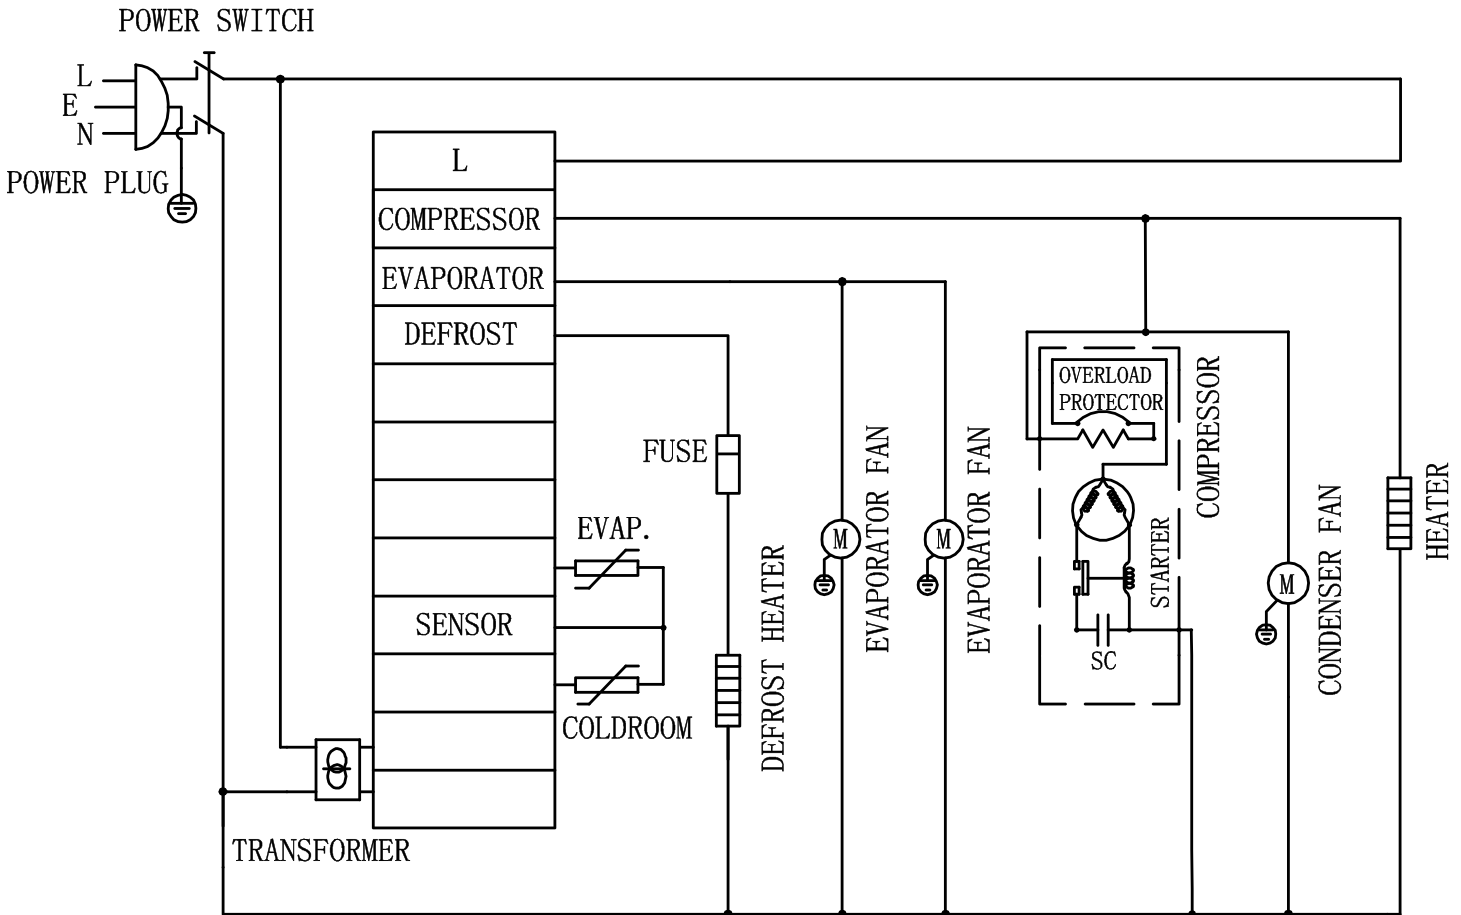 POWER SWITCH
L
E
N
POWER PLUG
L
COMPRESSOR
EVAPORATOR
DEFROST
SENSOR
EVAP.
COLDROOM
TRANSFORMER
FUSE
DEFROST HEATER
M
EVAPORATOR FAN
M
EVAPORATOR FAN
OVERLOAD
PROTECTOR
STARTER
SC
COMPRESSOR
M
CONDENSER FAN
HEATER